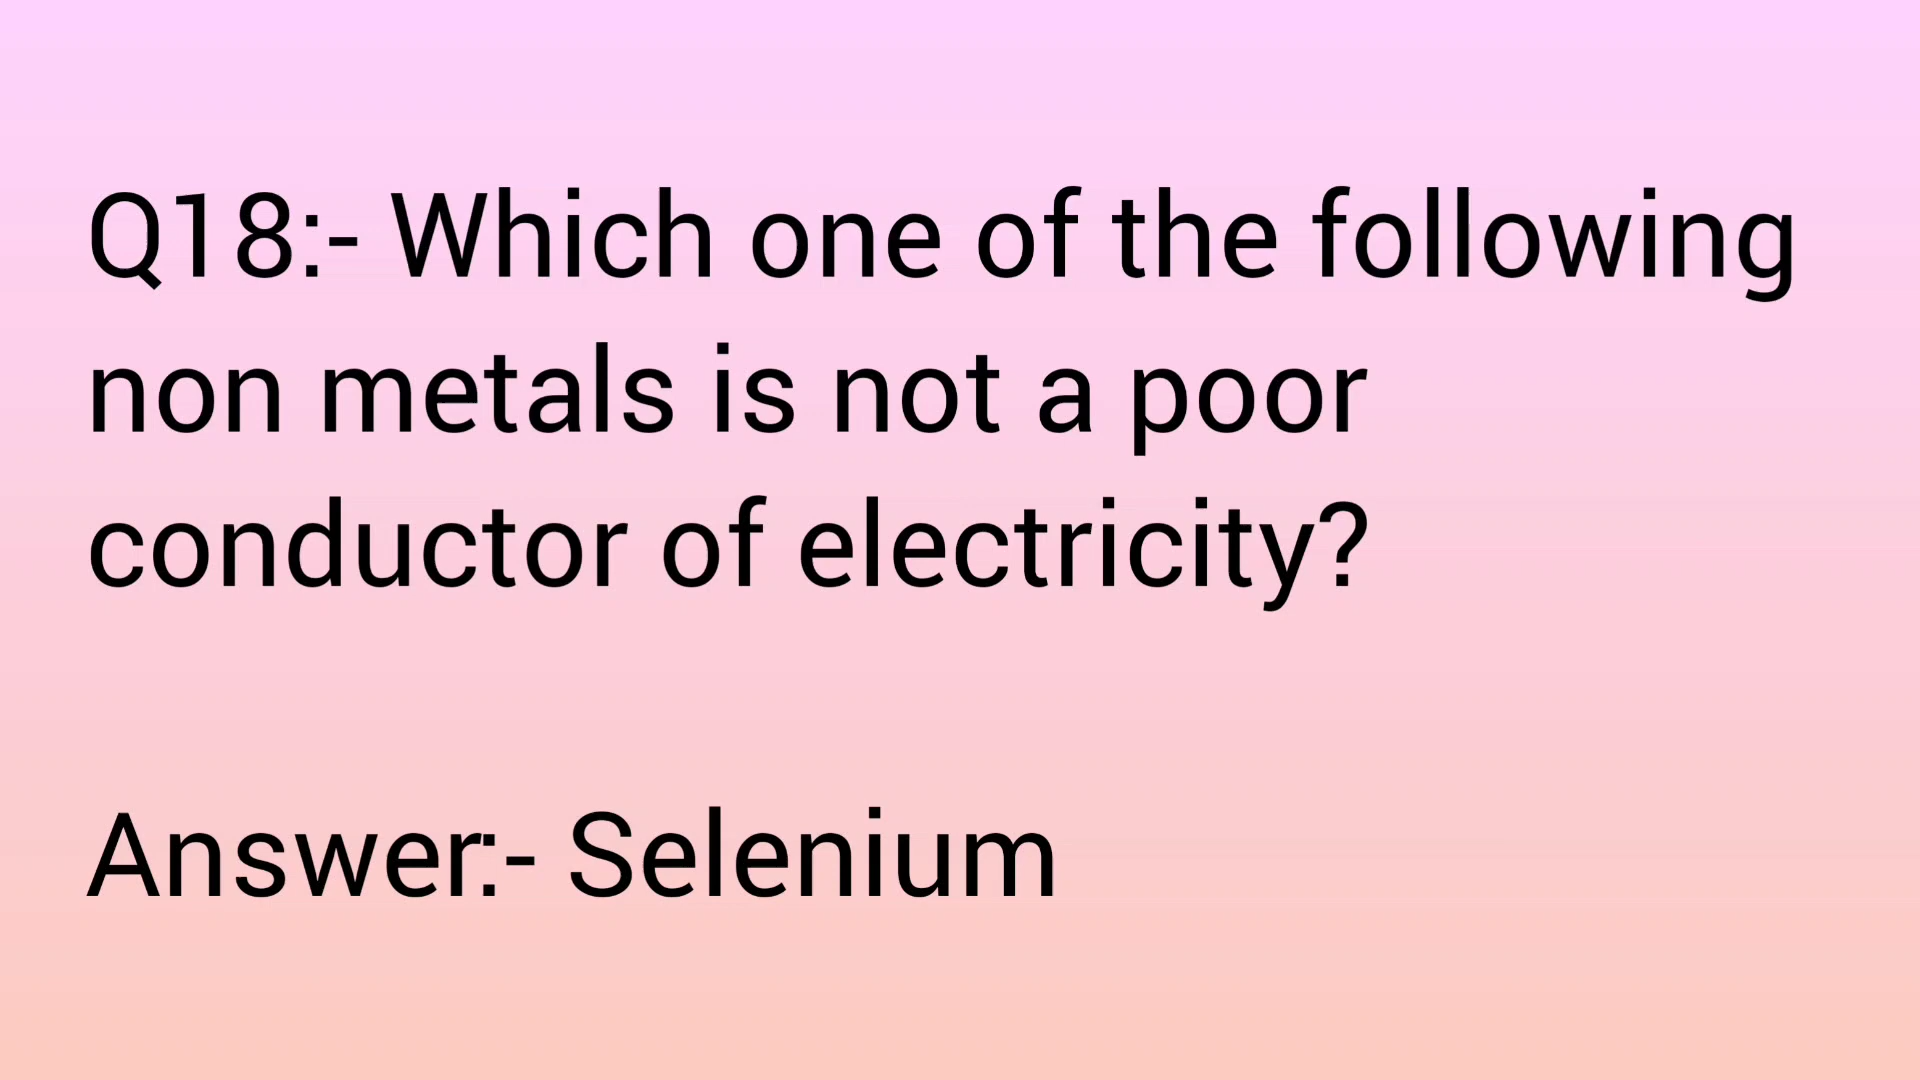 Q18:- Which one of the following
non metals is not a poor
conductor of electricity?
Answer:- Selenium